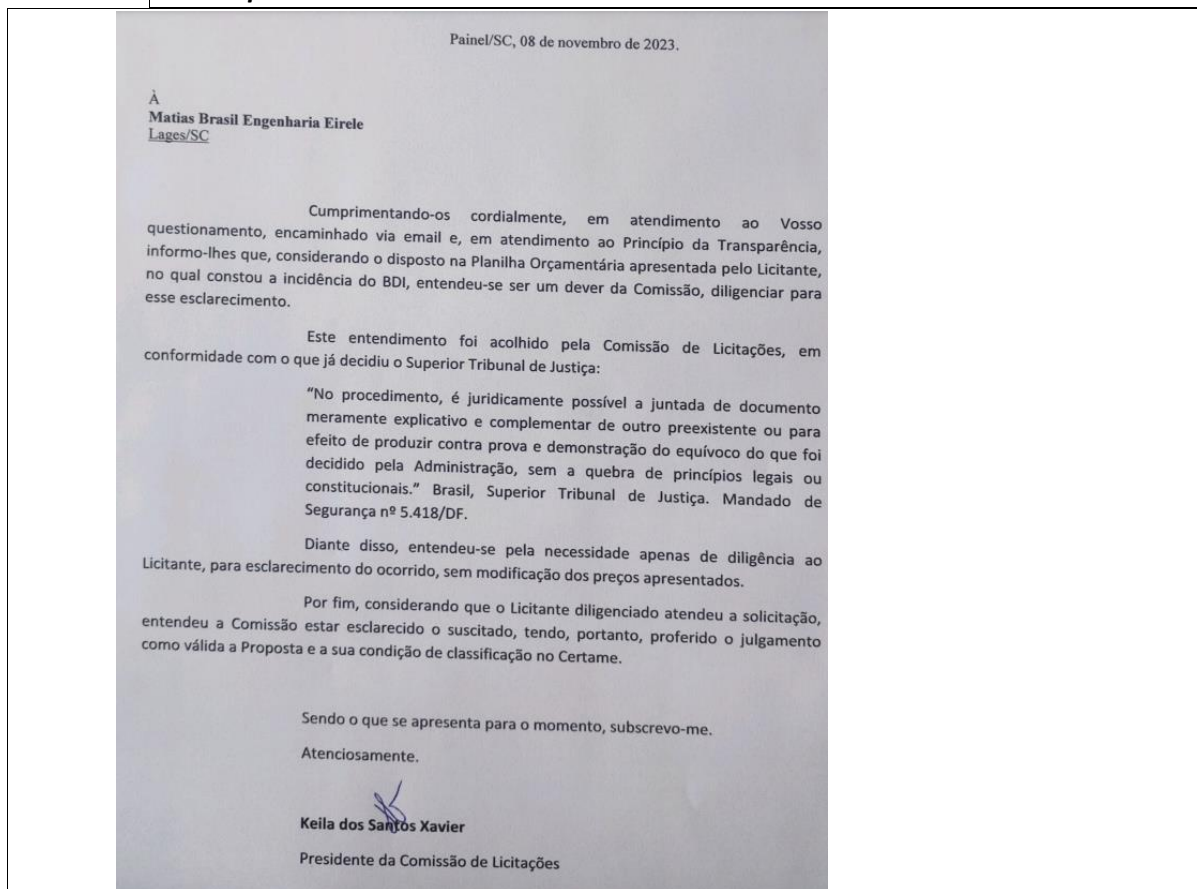 Painel/SC, 08 de novembro de 2023.
À
Matias Brasil Engenharia Eirele
Lages/SC
Cumprimentando-os cordialmente, em atendimento ao Vosso
questionamento, encaminhado via email e, em atendimento ao Princípio da Transparência,
informo-lhes que, considerando o disposto na Planilha Orçamentária apresentada pelo Licitante,
no qual constou a incidência do BDI, entendeu-se ser um dever da Comissão, diligenciar para
esse esclarecimento.
Este entendimento foi acolhido pela Comissão de Licitações, em
conformidade com o que já decidiu o Superior Tribunal de Justiça:
“No procedimento, é juridicamente possível a juntada de documento
meramente explicativo e complementar de outro preexistente ou para
efeito de produzir contra prova e demonstração do equívoco do que foi
decidido pela Administração, sem a quebra de princípios legais ou
constitucionais.” Brasil, Superior Tribunal de Justiça. Mandado de
Segurança nº 5.418/DF.
Diante disso, entendeu-se pela necessidade apenas de diligência ao
Licitante, para esclarecimento do ocorrido, sem modificação dos preços apresentados.
Por fim, considerando que o Licitante diligenciado atendeu a solicitação,
entendeu a Comissão estar esclarecido o suscitado, tendo, portanto, proferido o julgamento
como válida a Proposta e a sua condição de classificação no Certame.
Sendo o que se apresenta para o momento, subscrevo-me.
Atenciosamente.
Keila dos Santos Xavier
Presidente da Comissão de Licitações